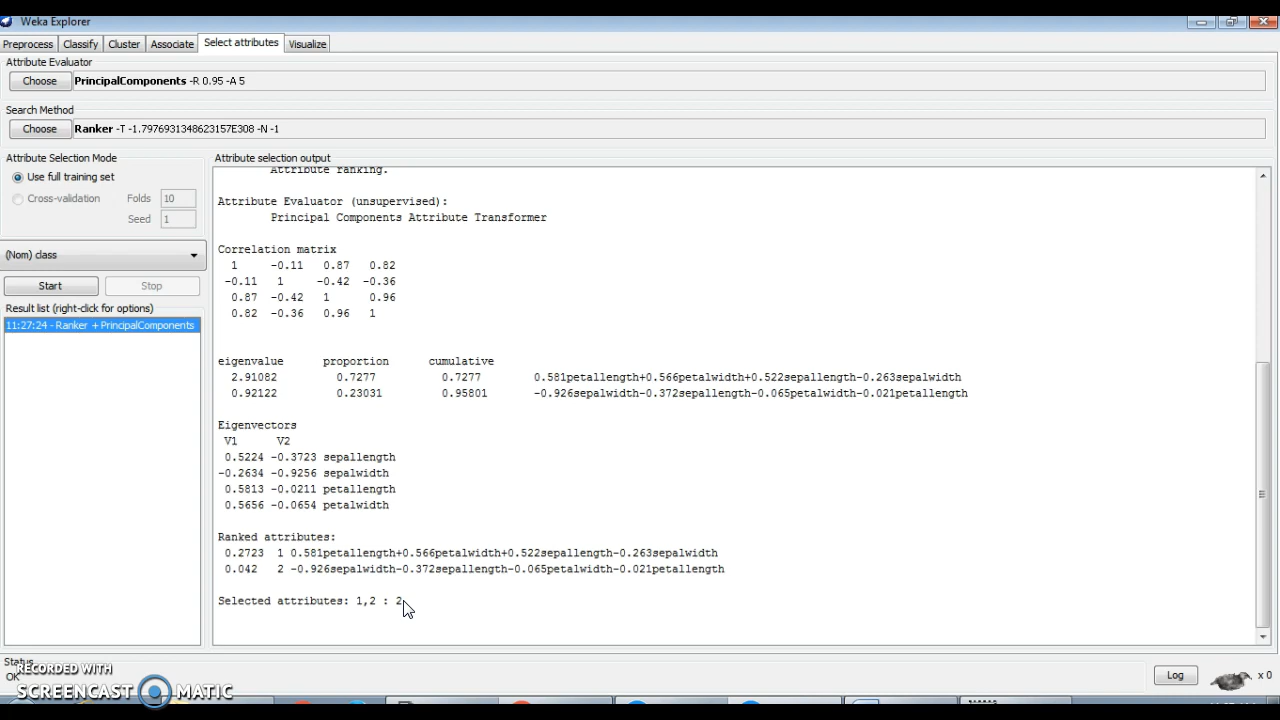 Weka Explorer
Preprocess Classify Cluster Associate Select attributes Visualize
Attribute Evaluator
Choose PrincipalComponents -R 0.95 -A 5
Search Method
Choose Ranker -T -1.7976931348623157E308 -N -1
Attribute Selection Mode
Use full training set
Cross-validation Folds 10
Seed 1
(Nom) class
Start Stop
Result list (right-click for options)
11:27:24 - Ranker + PrincipalComponents
Attribute selection output
Attribute ranking.
Attribute Evaluator (unsupervised):
Principal Components Attribute Transformer
Correlation matrix
1 -0.11 0.87 0.82
-0.11 1 -0.42 -0.36
0.87 -0.42 1 0.96
0.82 -0.36 0.96 1
eigenvalue proportion cumulative
2.91082 0.7277 0.7277 0.581petallength+0.566petalwidth+0.522sepallength-0.263sepalwidth
0.92122 0.23031 0.95801 -0.926sepalwidth-0.372sepallength-0.065petalwidth-0.021petallength
Eigenvectors
V1 V2
0.5224 -0.3723 sepallength
-0.2634 -0.9256 sepalwidth
0.5813 -0.0211 petallength
0.5656 -0.0654 petalwidth
Ranked attributes:
0.2723 1 0.581petallength+0.566petalwidth+0.522sepallength-0.263sepalwidth
0.042 2 -0.926sepalwidth-0.372sepallength-0.065petalwidth-0.021petallength
Selected attributes: 1,2 : 2
Status
OK
Log x 0
RECORDED WITH
SCREENCAST MATIC